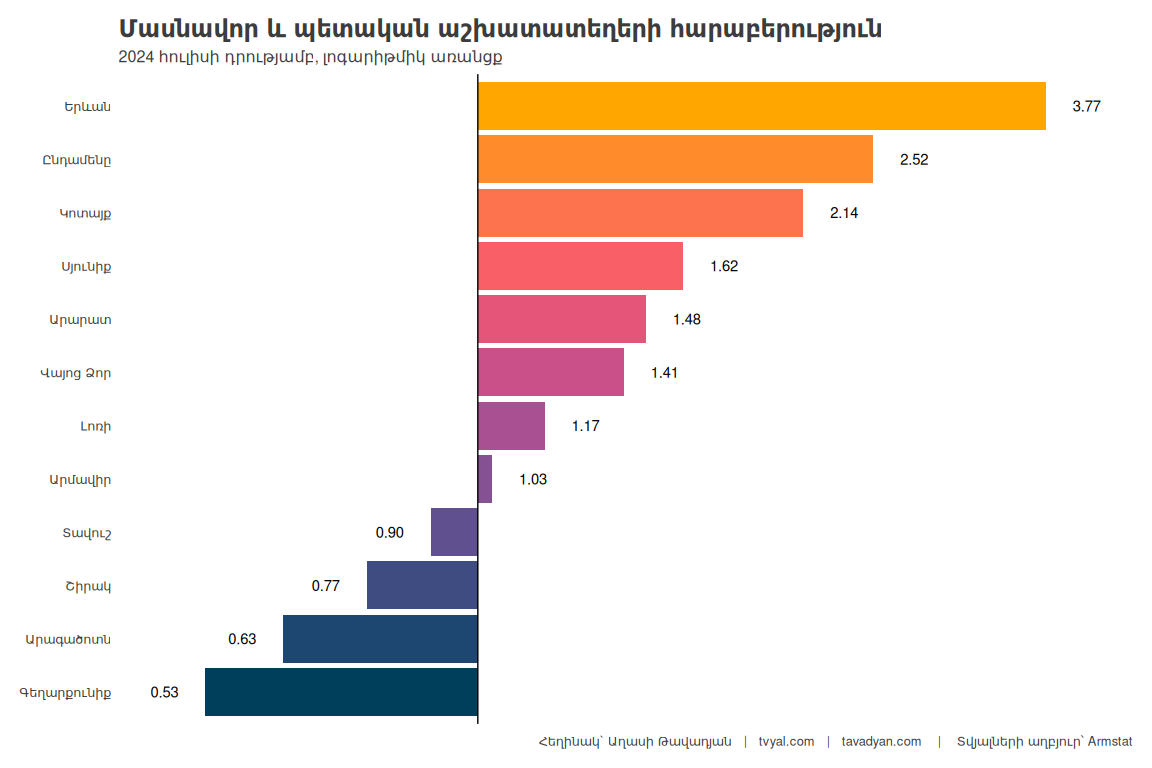 Մասնավոր և պետական աշխատատեղերի հարաբերություն
2024 հուլիսի դրությամբ, լոգարիթմիկ առանցք
Երևան 3.77
Ընդամենը 2.52
Կոտայք 2.14
Սյունիք 1.62
Արարատ 1.48
Վայոց Ձոր 1.41
Լոռի 1.17
Արմավիր 1.03
Տավուշ 0.90
Շիրակ 0.77
Արագածոտն 0.63
Գեղարքունիք 0.53
Հեղինակ՝ Աղասի Թավադյան | tvyal.com | tavadyan.com | Տվյալների աղբյուր՝ Armstat